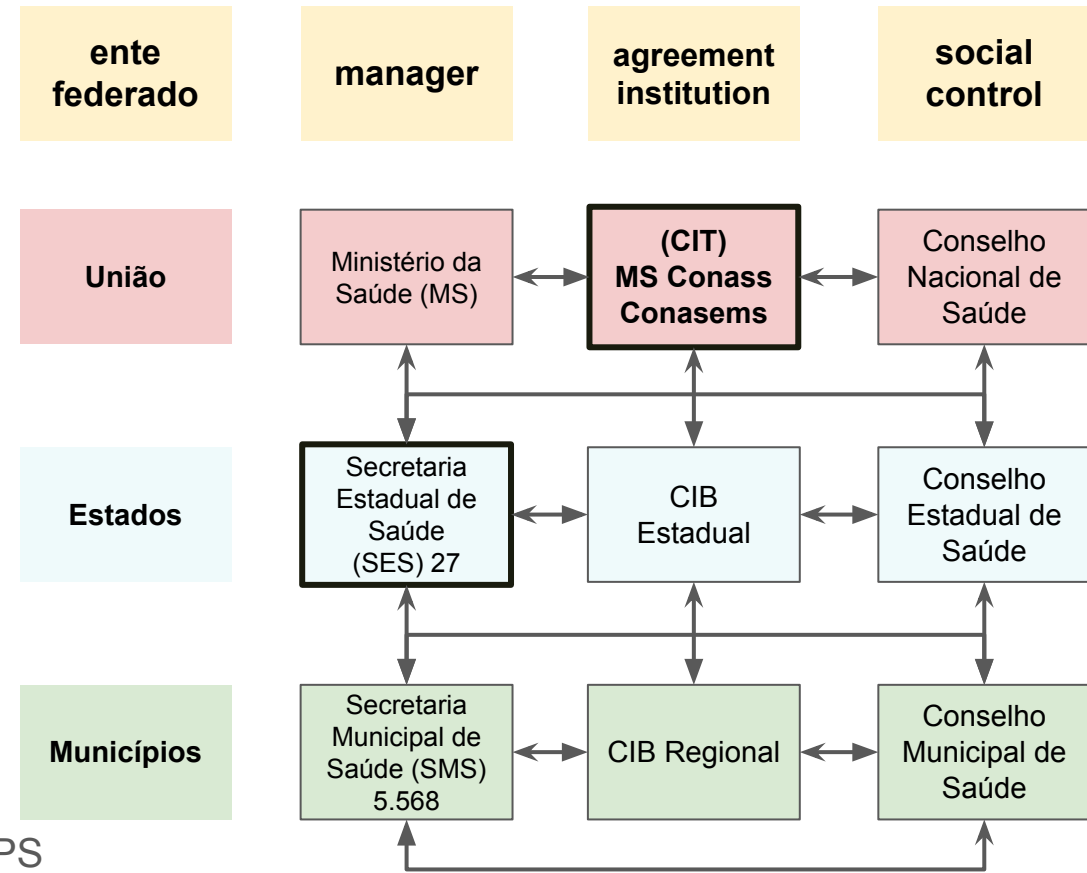 ente
federado
manager
agreement
institution
social
control
União
Ministério da
Saúde (MS)
(CIT)
MS Conass
Conasems
Conselho
Nacional de
Saúde
Estados
Secretaria
Estadual de
Saúde
(SES) 27
CIB
Estadual
Conselho
Estadual de
Saúde
Municípios
Secretaria
Municipal de
Saúde (SMS)
5.568
CIB Regional
Conselho
Municipal de
Saúde
PS